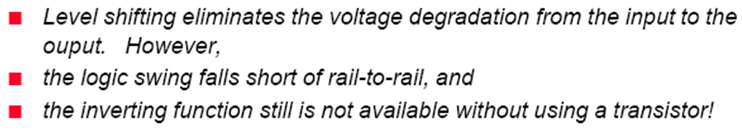 Level shifting eliminates the voltage degradation from the input to the
ouput. However,
the logic swing falls short of rail-to-rail, and
the inverting function still is not available without using a transistor!